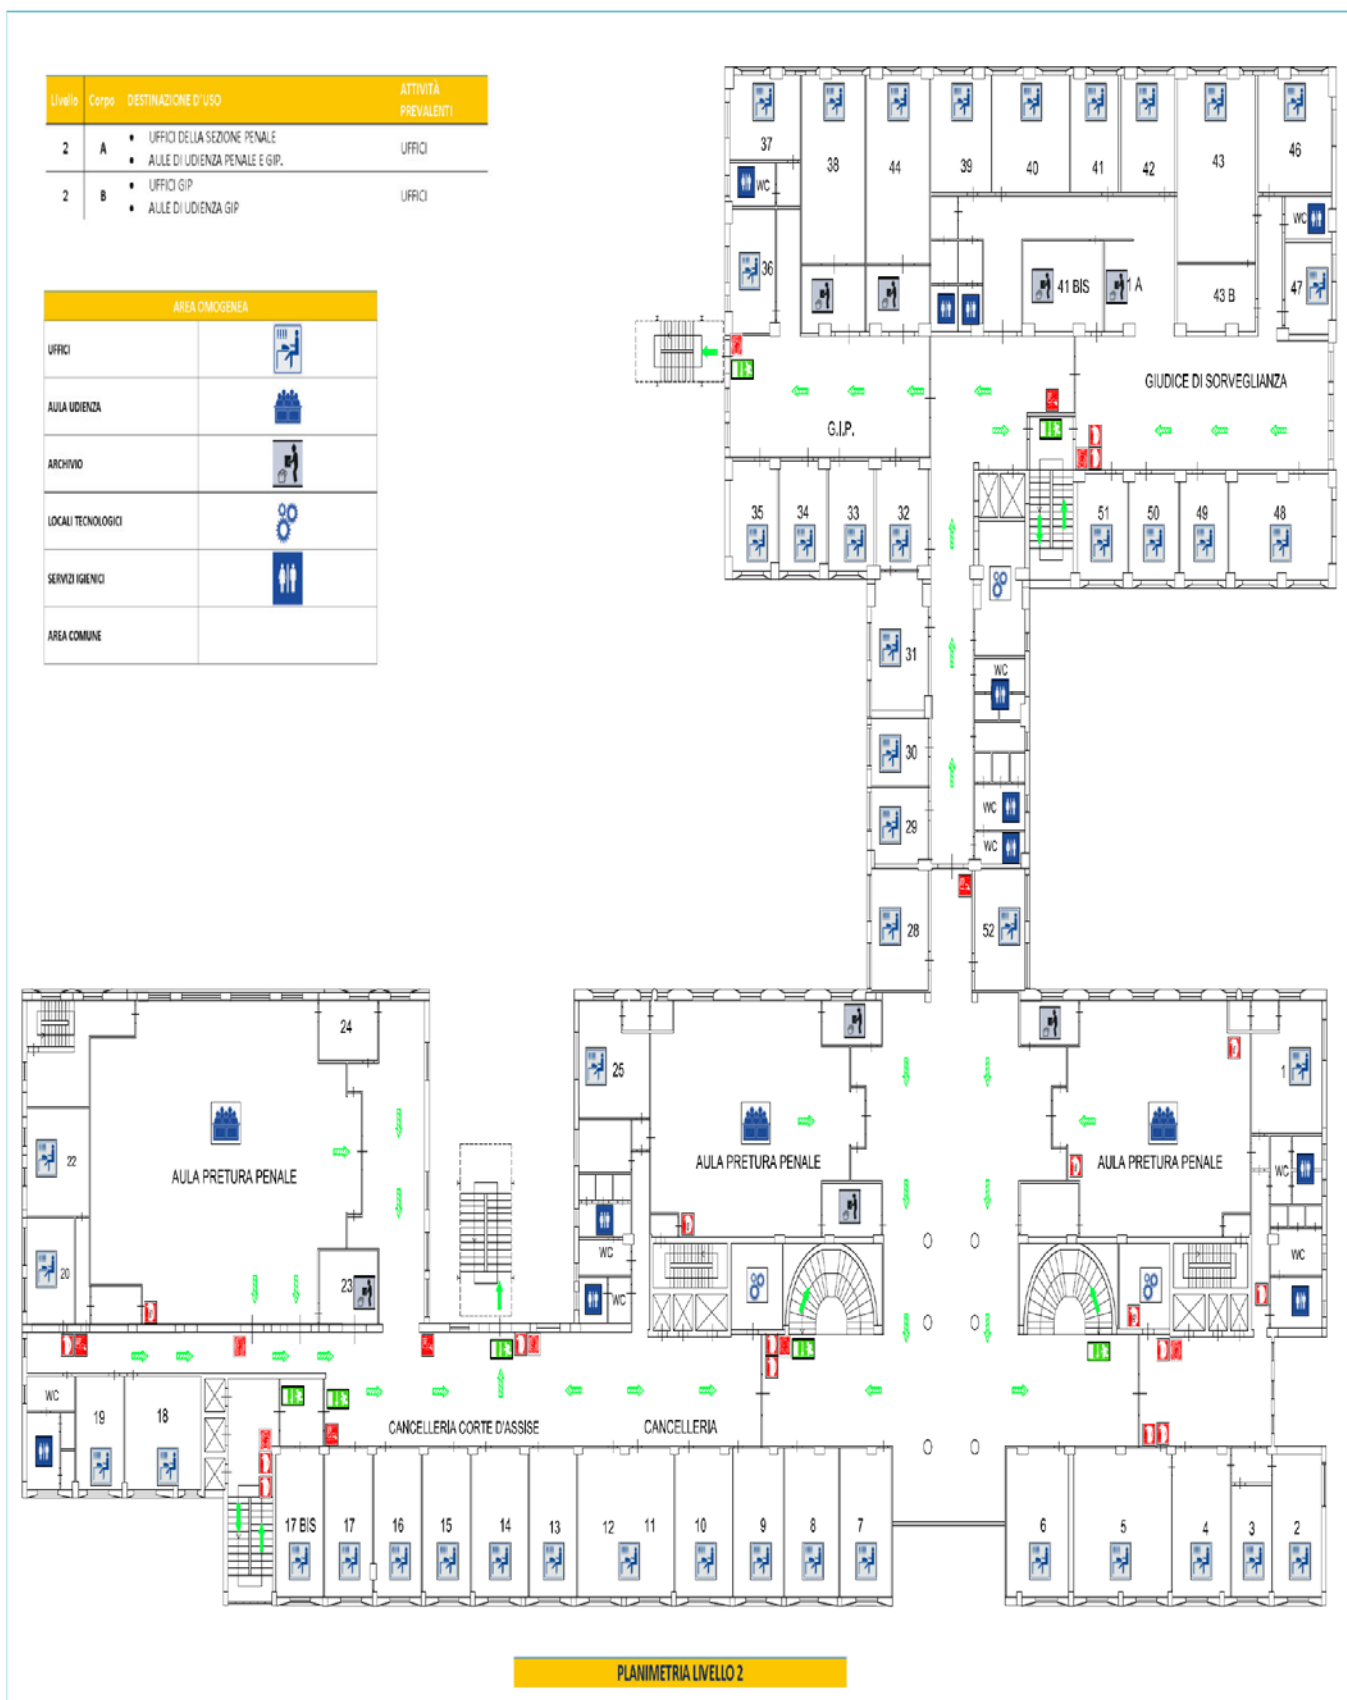 Livello Corpo DESTINAZIONE D'USO ATTIVITÀ PREVALENTI
2 A • UFFICI DELLA SEZIONE PENALE UFFICI
• AULE DI UDIENZA PENALE E GIP.
2 B • UFFICI GIP UFFICI
• AULE DI UDIENZA GIP
AREA OMOGENEA
UFFICI
AULA UDIENZA
ARCHIVIO
LOCALI TECNOLOGICI
SERVIZI IGIENICI
AREA COMUNE
37 38 44 39 40 41 42 43 46
WC
WC
36 41 BIS 1 A 43 B 47
GIUDICE DI SORVEGLIANZA
G.I.P.
35 34 33 32 51 50 49 48
31
WC
30
WC
29
WC
28 52
24
25 1
22
AULA PRETURA PENALE AULA PRETURA PENALE AULA PRETURA PENALE
WC
20 23
WC WC
WC
WC
19 18
CANCELLERIA CORTE D'ASSISE CANCELLERIA
17 BIS 17 16 15 14 13 12 11 10 9 8 7 6 5 4 3 2
PLANIMETRIA LIVELLO 2